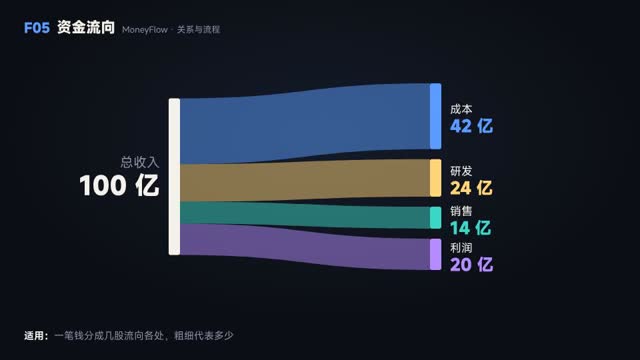 F05 资金流向 MoneyFlow · 关系与流程
成本
42 亿
总收入
100 亿
研发
24 亿
销售
14 亿
利润
20 亿
适用：一笔钱分成几股流向各处，粗细代表多少